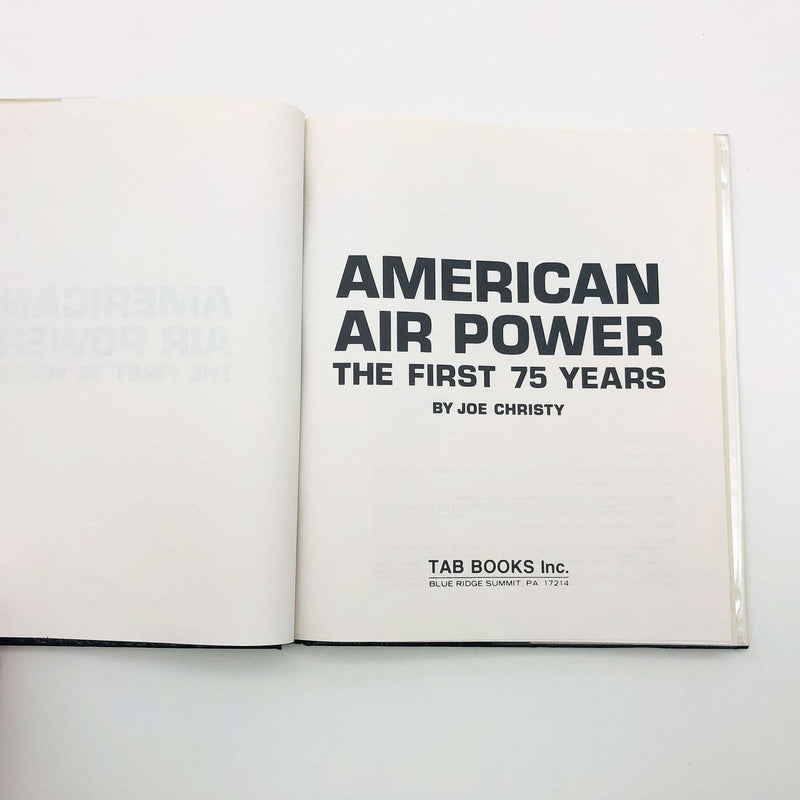 AMERICAN
AIR POWER
THE FIRST 75 YEARS
BY JOE CHRISTY
TAB BOOKS Inc.
BLUE RIDGE SUMMIT, PA 17214